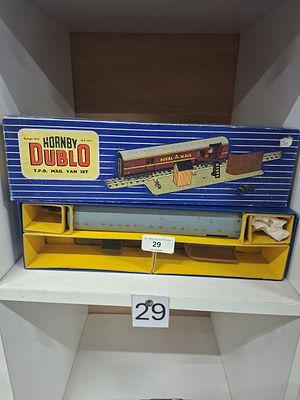 HORNBY
DUBLO
T.P.O. MAIL VAN SET
ROYAL MAIL
29
29